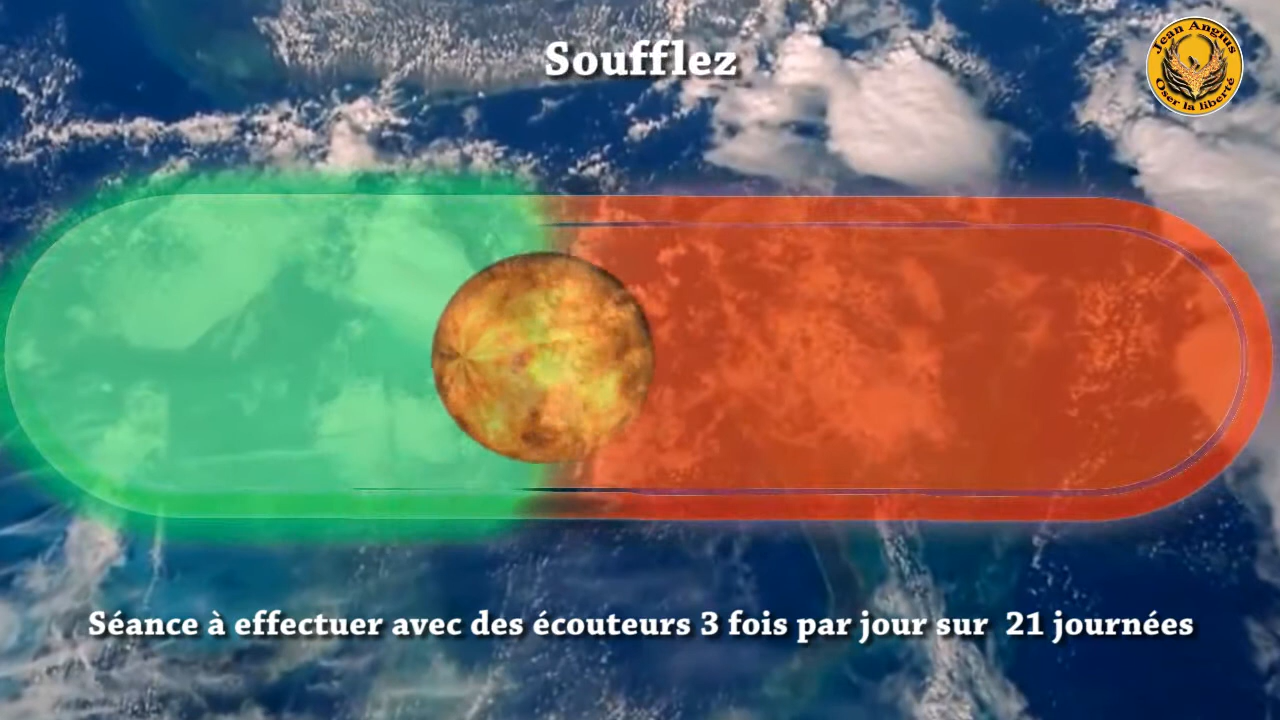 Soufflez
Jean Angius
Oser la liberté
Séance à effectuer avec des écouteurs 3 fois par jour sur 21 journées